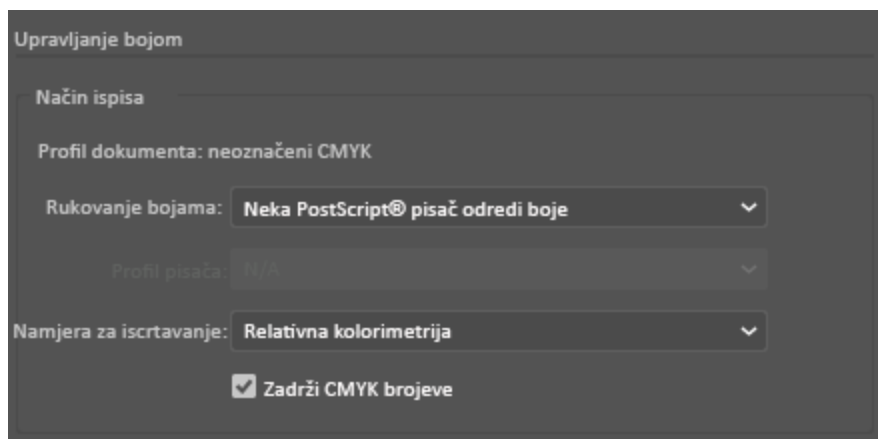 Upravljanje bojom
Način ispisa
Profil dokumenta: neoznačeni CMYK
Rukovanje bojama: Neka PostScript® pisač odredi boje
Profil pisača: N/A
Namjera za iscrtavanje: Relativna kolorimetrija
Zadrži CMYK brojeve